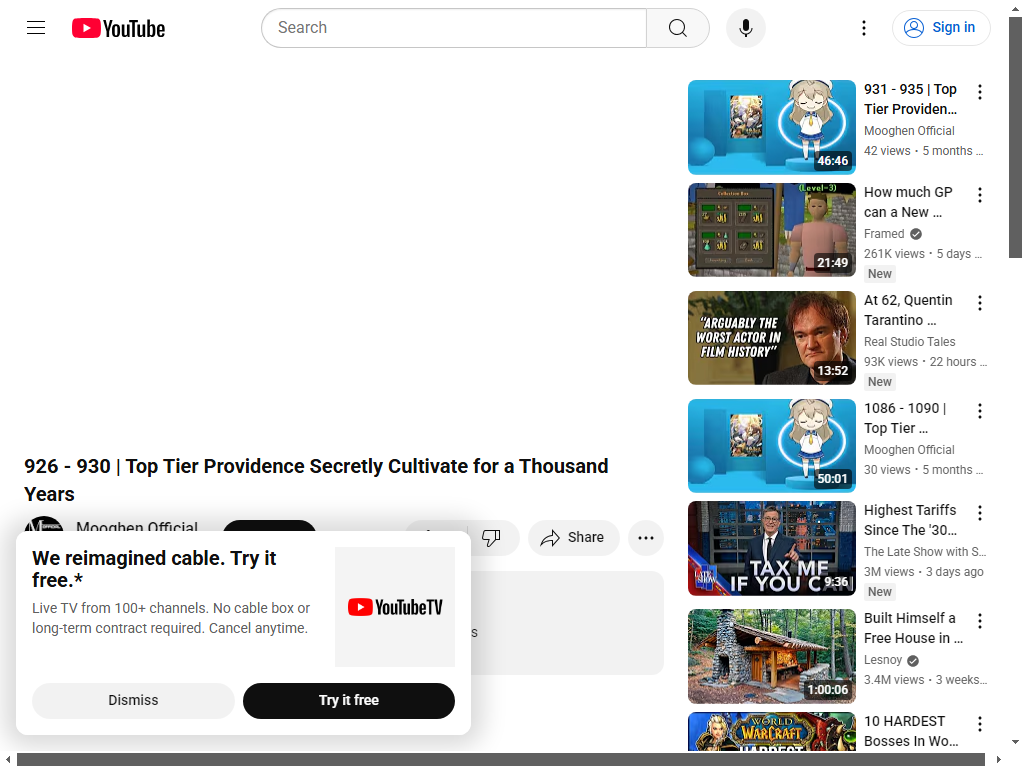 YouTube
Search
Sign in
926 - 930 | Top Tier Providence Secretly Cultivate for a Thousand
Years
Mooghen Official
Share
We reimagined cable. Try it
free.*
Live TV from 100+ channels. No cable box or
long-term contract required. Cancel anytime.
YouTubeTV
Dismiss
Try it free
46:46
931 - 935 | Top
Tier Providen…
Mooghen Official
42 views • 5 months …
(Level-3)
21:49
How much GP
can a New …
Framed
261K views • 5 days …
New
"ARGUABLY THE
WORST ACTOR IN
FILM HISTORY"
13:52
At 62, Quentin
Tarantino …
Real Studio Tales
93K views • 22 hours …
New
50:01
1086 - 1090 |
Top Tier …
Mooghen Official
30 views • 5 months …
LATE SHOW
TAX ME
IF YOU CAN
9:36
Highest Tariffs
Since The '30…
The Late Show with S…
3M views • 3 days ago
New
1:00:06
Built Himself a
Free House in …
Lesnoy
3.4M views • 3 weeks…
WORLD
WARCRAFT
HARDEST
10 HARDEST
Bosses In Wo…